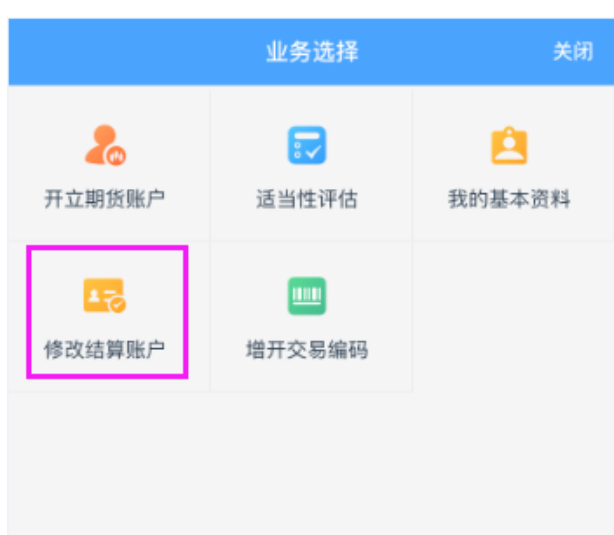 业务选择 关闭
开立期货账户 适当性评估 我的基本资料
修改结算账户 增开交易编码